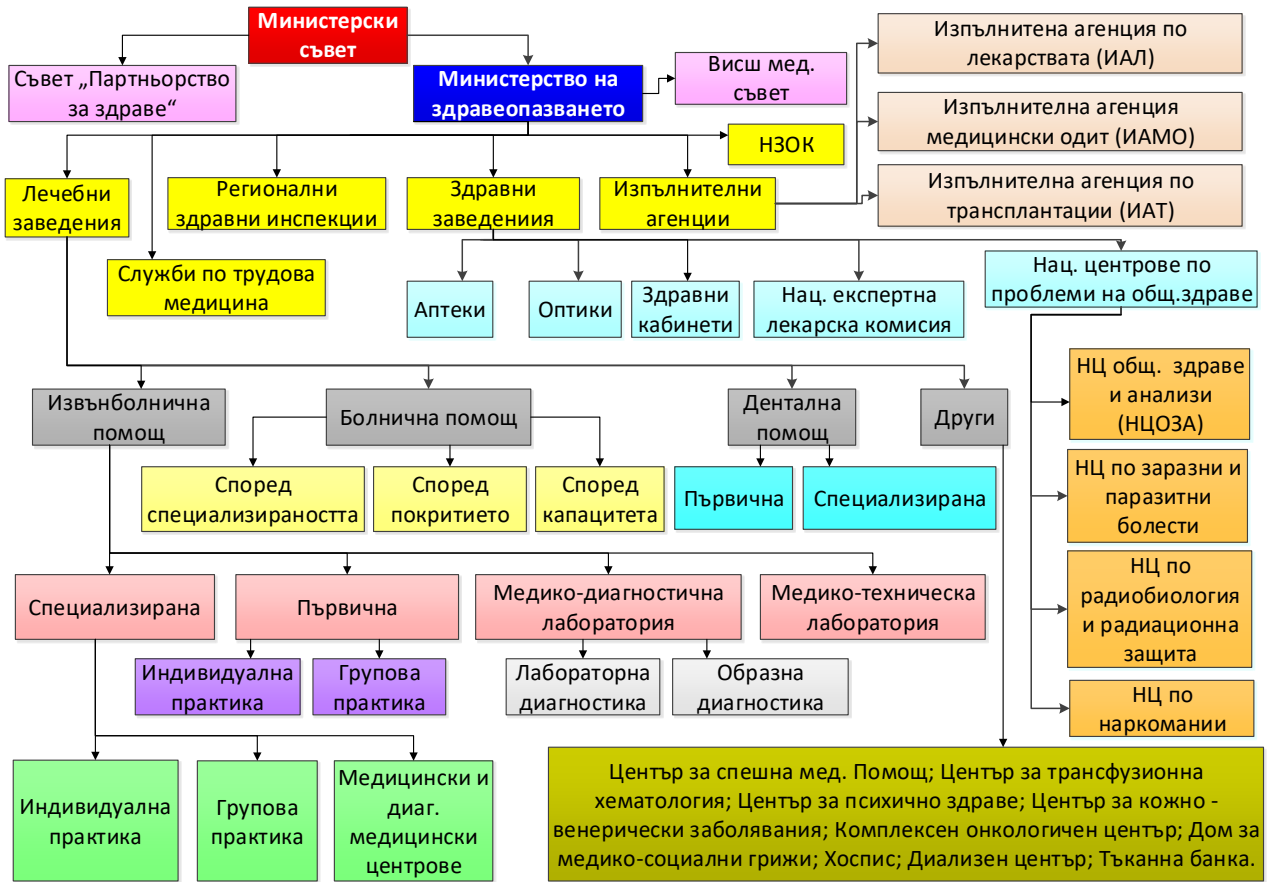 Министерски
съвет
Изпълнитена агенция по
лекарствата (ИАЛ)
Съвет „Партньорство
за здраве“
Министерство на
здравеопазването
Висш мед.
съвет
Изпълнителна агенция
медицински одит (ИАМО)
НЗОК
Лечебни
заведения
Регионални
здравни инспекции
Здравни
заведениия
Изпълнителни
агенции
Изпълнителна агенция по
трансплантации (ИАТ)
Служби по трудова
медицина
Аптеки
Оптики
Здравни
кабинети
Нац. експертна
лекарска комисия
Нац. центрове по
проблеми на общ.здраве
НЦ общ. здраве
и анализи
(НЦОЗА)
НЦ по заразни и
паразитни
болести
НЦ по
радиобиология
и радиационна
защита
НЦ по
наркомании
Извънболнична
помощ
Болнична помощ
Дентална
помощ
Други
Според
специализираността
Според
покритието
Според
капацитета
Първична
Специализирана
Специализирана
Първична
Медико-диагностична
лаборатория
Медико-техническа
лаборатория
Индивидуална
практика
Групова
практика
Лабораторна
диагностика
Образна
диагностика
Индивидуална
практика
Групова
практика
Медицински и
диаг.
медицински
центрове
Център за спешна мед. Помощ; Център за трансфузионна
хематология; Център за психично здраве; Център за кожно -
венерически заболявания; Комплексен онкологичен център; Дом за
медико-социални грижи; Хоспис; Диализен център; Тъканна банка.